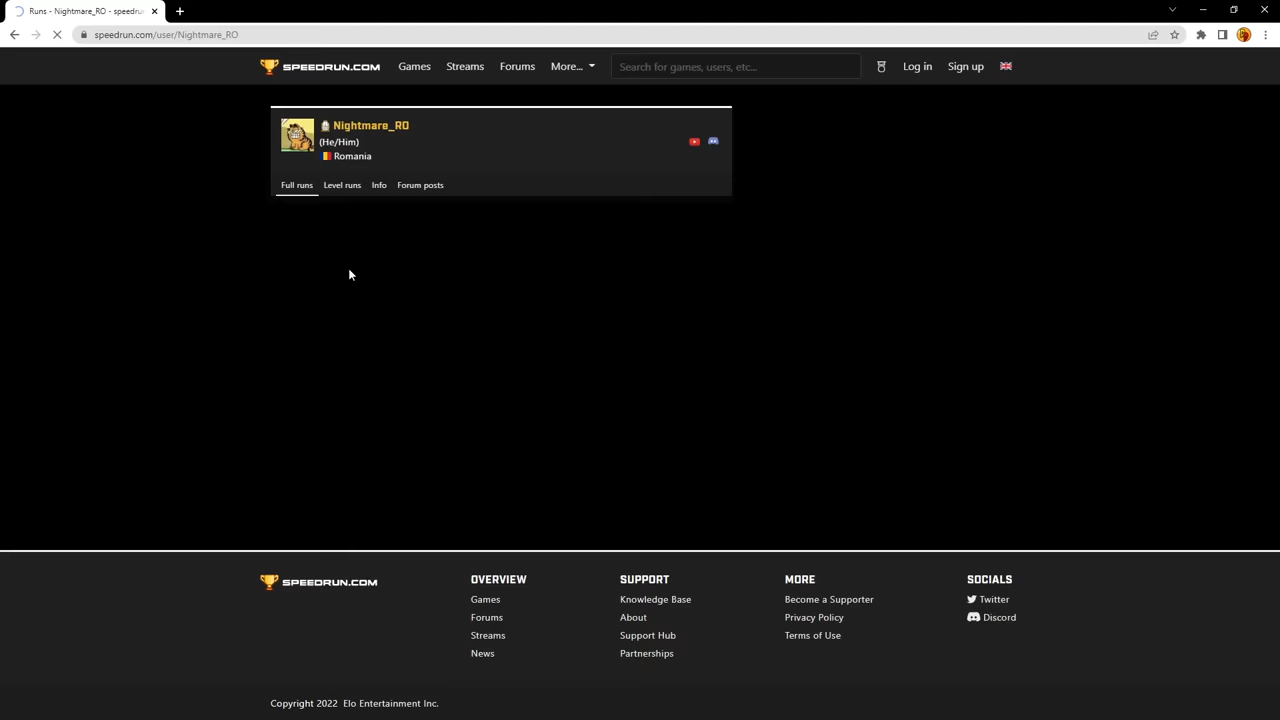 Runs - Nightmare_RO - speedru
speedrun.com/user/Nightmare_RO
SPEEDRUN.COM Games Streams Forums More... Search for games, users, etc... Log in Sign up
Nightmare_RO
(He/Him)
Romania
Full runs Level runs Info Forum posts
SPEEDRUN.COM
OVERVIEW
Games
Forums
Streams
News
SUPPORT
Knowledge Base
About
Support Hub
Partnerships
MORE
Become a Supporter
Privacy Policy
Terms of Use
SOCIALS
Twitter
Discord
Copyright 2022 Elo Entertainment Inc.